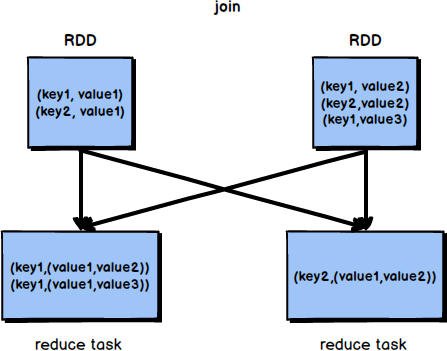 join
RDD
RDD
(key1, value1)
(key2, value1)
(key1, value2)
(key2,value2)
(key1,value3)
(key1,(value1,value2))
(key1,(value1,value3))
(key2,(value1,value2))
reduce task
reduce task